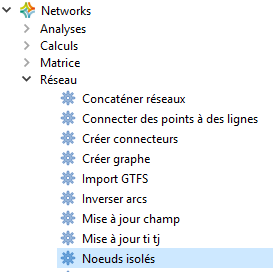 Networks
Analyses
Calculs
Matrice
Réseau
Concaténer réseaux
Connecter des points à des lignes
Créer connecteurs
Créer graphe
Import GTFS
Inverser arcs
Mise à jour champ
Mise à jour ti tj
Noeuds isolés